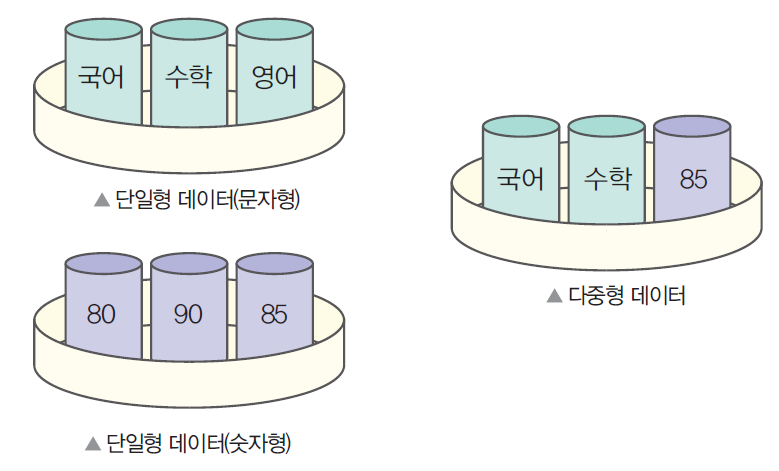 국어 수학 영어
▲ 단일형 데이터(문자형)
80 90 85
▲ 단일형 데이터(숫자형)
국어 수학 85
▲ 다중형 데이터